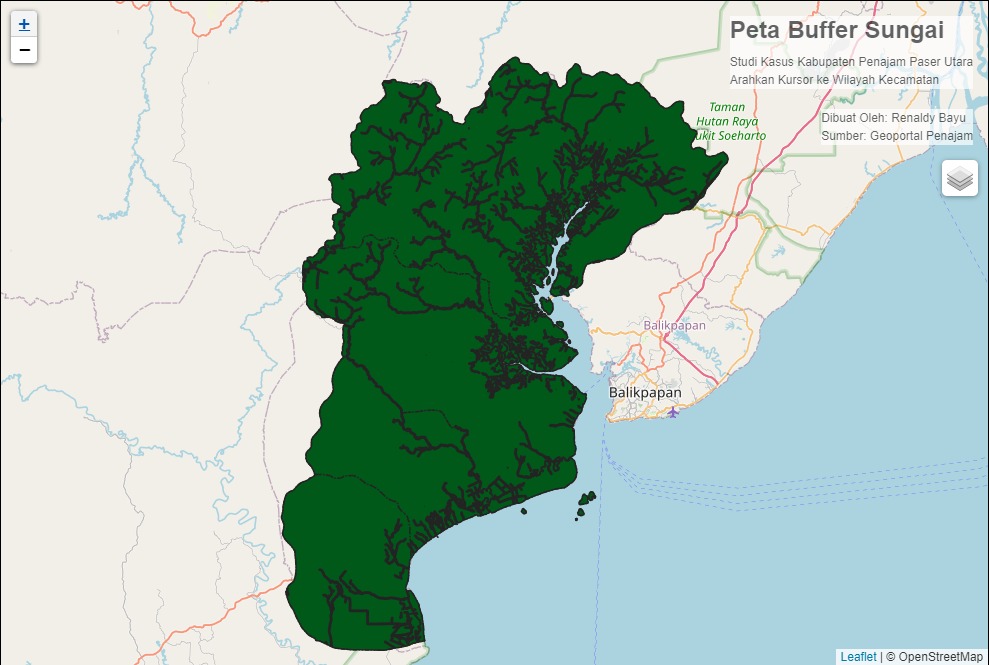 +
−
Peta Buffer Sungai
Studi Kasus Kabupaten Penajam Paser Utara
Arahkan Kursor ke Wilayah Kecamatan
Dibuat Oleh: Renaldy Bayu
Sumber: Geoportal Penajam
Taman
Hutan Raya
ukit Soeharto
Balikpapan
Balikpapan
Leaflet | © OpenStreetMap